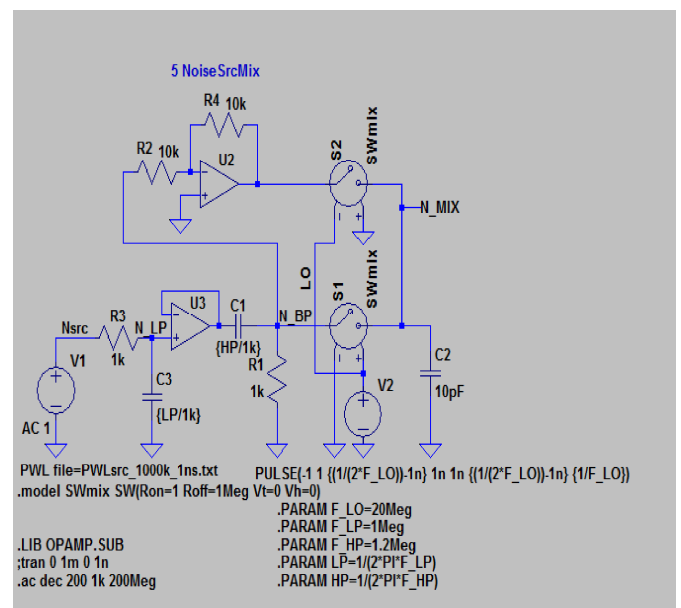 5 NoiseSrcMix
R4 10k
R2 10k
U2
S2
SWmix
N_MIX
LO
S1
SWmix
U3
C1
N_BP
{HP/1k}
R3
Nsrc
N_LP
1k
V1
C3
{LP/1k}
R1
1k
V2
C2
10pF
AC 1
PWL file=PWLsrc_1000k_1ns.txt
PULSE(-1 1 {(1/(2*F_LO))-1n} 1n 1n {(1/(2*F_LO))-1n} {1/F_LO})
.model SWmix SW(Ron=1 Roff=1Meg Vt=0 Vh=0)
.PARAM F_LO=20Meg
.PARAM F_LP=1Meg
.LIB OPAMP.SUB
.PARAM F_HP=1.2Meg
;tran 0 1m 0 1n
.PARAM LP=1/(2*PI*F_LP)
.ac dec 200 1k 200Meg
.PARAM HP=1/(2*PI*F_HP)